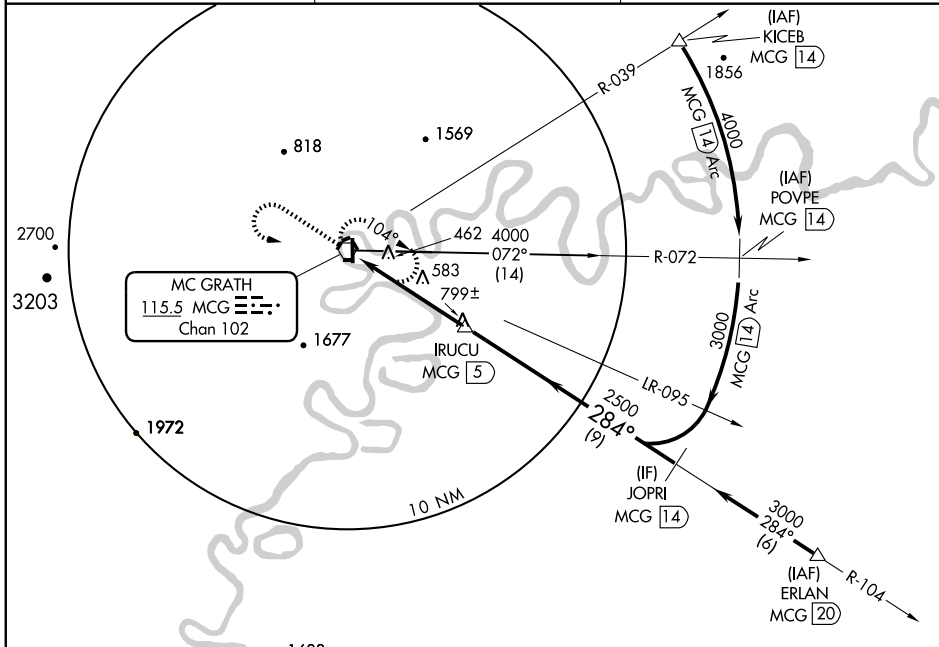 (IAF)
KICEB
MCG 14
1856
R-039
MCG 14 Arc
4000
1569
818
(IAF)
POVPE
MCG 14
2700
3203
104°
462
4000
072°
(14)
R-072
583
799±
MC GRATH
115.5 MCG
Chan 102
1677
IRUCU
MCG 5
3000
MCG 14 Arc
LR-095
2500
284°
(9)
1972
(IF)
JOPRI
MCG 14
10 NM
3000
284°
(6)
(IAF)
ERLAN
MCG 20
R-104